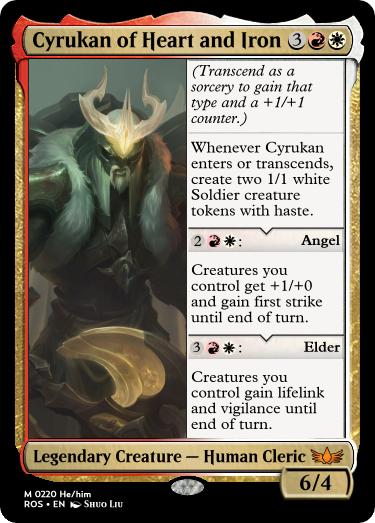 Cyrukan of Heart and Iron 3
(Transcend as a
sorcery to gain that
type and a +1/+1
counter.)
Whenever Cyrukan
enters or transcends,
create two 1/1 white
Soldier creature
tokens with haste.
2 : Angel
Creatures you
control get +1/+0
and gain first strike
until end of turn.
3 : Elder
Creatures you
control gain lifelink
and vigilance until
end of turn.
Legendary Creature — Human Cleric
6/4
M 0220 He/him
ROS • EN Shuo Liu